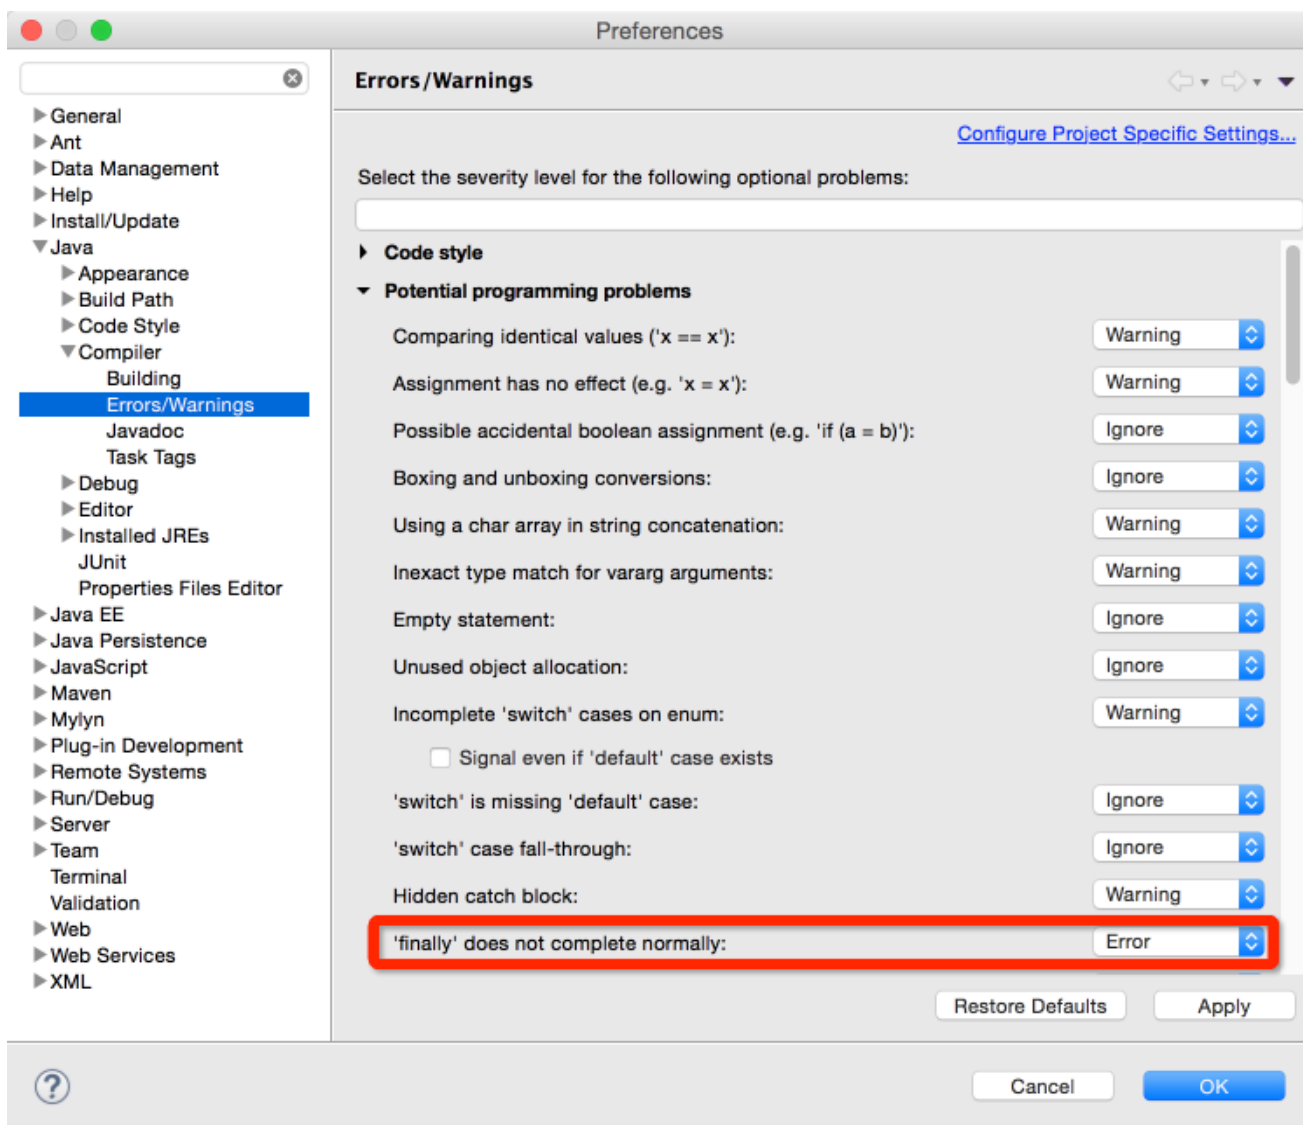 Preferences
Errors/Warnings
Configure Project Specific Settings...
General
Ant
Data Management
Help
Install/Update
Java
Appearance
Build Path
Code Style
Compiler
Building
Errors/Warnings
Javadoc
Task Tags
Debug
Editor
Installed JREs
JUnit
Properties Files Editor
Java EE
Java Persistence
JavaScript
Maven
Mylyn
Plug-in Development
Remote Systems
Run/Debug
Server
Team
Terminal
Validation
Web
Web Services
XML
Select the severity level for the following optional problems:
Code style
Potential programming problems
Comparing identical values ('x == x'): Warning
Assignment has no effect (e.g. 'x = x'): Warning
Possible accidental boolean assignment (e.g. 'if (a = b)'): Ignore
Boxing and unboxing conversions: Ignore
Using a char array in string concatenation: Warning
Inexact type match for vararg arguments: Warning
Empty statement: Ignore
Unused object allocation: Ignore
Incomplete 'switch' cases on enum: Warning
Signal even if 'default' case exists
'switch' is missing 'default' case: Ignore
'switch' case fall-through: Ignore
Hidden catch block: Warning
'finally' does not complete normally: Error
Restore Defaults Apply
? Cancel OK